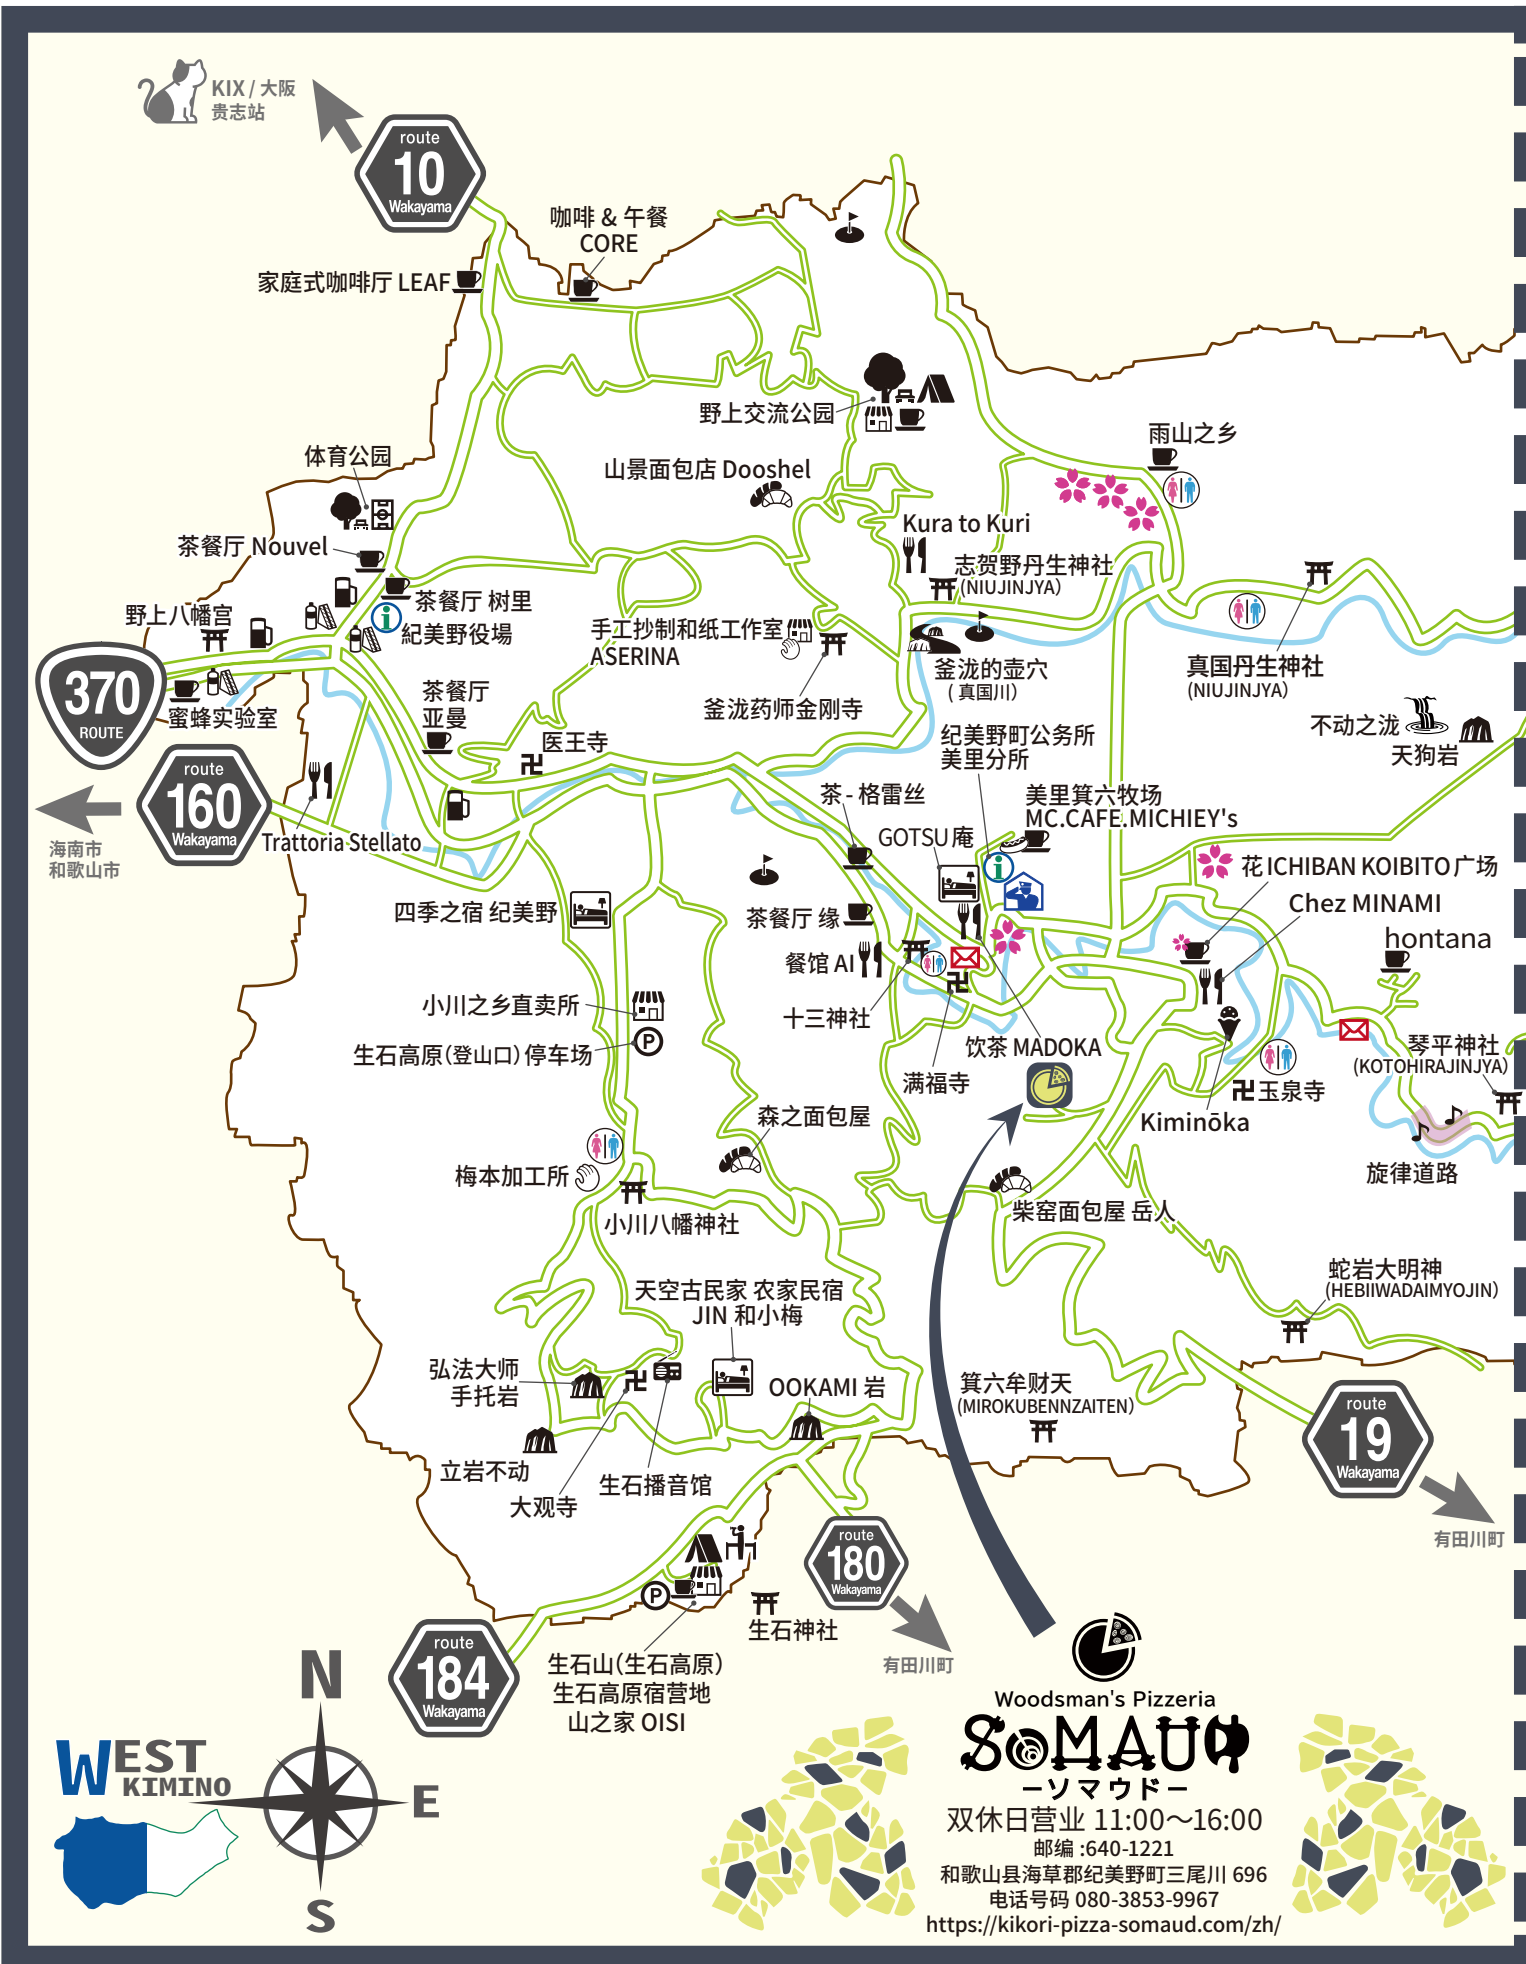 KIX / 大阪
贵志站
route
10
Wakayama
咖啡 & 午餐
CORE
家庭式咖啡厅 LEAF
野上交流公园
雨山之乡
体育公园
山景面包店 Dooshel
Kura to Kuri
茶餐厅 Nouvel
志贺野丹生神社
(NIUJINJYA)
茶餐厅 树里
野上八幡宫
紀美野役場
手工抄制和纸工作室
ASERINA
370
ROUTE
釜泷的壶穴
( 真国川)
真国丹生神社
(NIUJINJYA)
蜜蜂实验室
茶餐厅
亚曼
釜泷药师金刚寺
不动之泷
天狗岩
医王寺
纪美野町公务所
美里分所
route
160
Wakayama
茶 - 格雷丝
美里箕六牧场
MC.CAFE.MICHIEY's
海南市
和歌山市
Trattoria Stellato
GOTSU 庵
花 ICHIBAN KOIBITO 广场
四季之宿 纪美野
茶餐厅 缘
Chez MINAMI
hontana
餐馆 AI
小川之乡直卖所
十三神社
生石高原(登山口)停车场
饮茶 MADOKA
琴平神社
(KOTOHIRAJINJYA)
满福寺
玉泉寺
森之面包屋
Kiminōka
梅本加工所
旋律道路
小川八幡神社
柴窑面包屋 岳人
蛇岩大明神
(HEBIIWADAIMYOJIN)
天空古民家 农家民宿
JIN 和小梅
弘法大师
手托岩
OOKAMI 岩
箕六牟财天
(MIROKUBENNZAITEN)
route
19
Wakayama
立岩不动
生石播音馆
大观寺
有田川町
route
180
Wakayama
生石神社
有田川町
route
184
Wakayama
生石山(生石高原)
生石高原宿营地
山之家 OISI
N
E
S
WEST
KIMINO
Woodsman's Pizzeria
SoMAUD
ーソマウドー
双休日营业 11:00～16:00
邮编 :640-1221
和歌山县海草郡纪美野町三尾川 696
电话号码 080-3853-9967
https://kikori-pizza-somaud.com/zh/